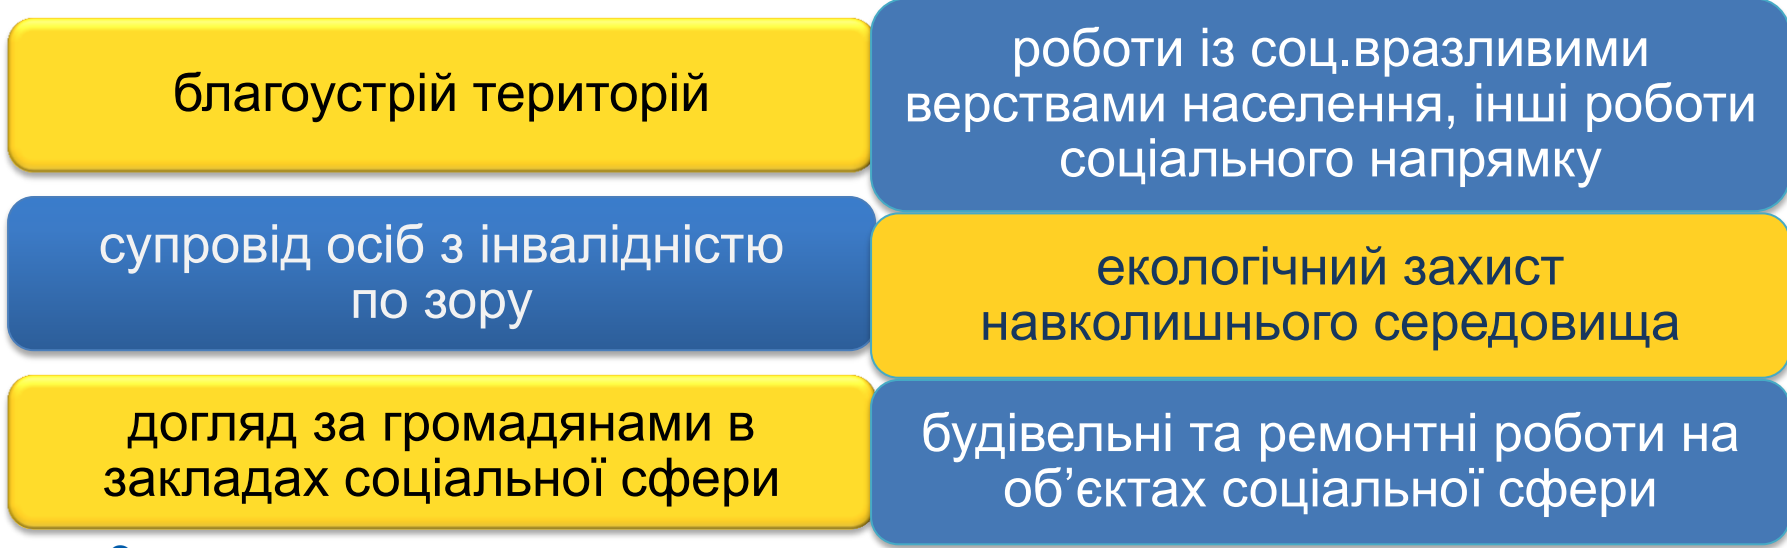 благоустрій територій
супровід осіб з інвалідністю
по зору
догляд за громадянами в
закладах соціальної сфери
роботи із соц.вразливими
верствами населення, інші роботи
соціального напрямку
екологічний захист
навколишнього середовища
будівельні та ремонтні роботи на
об’єктах соціальної сфери